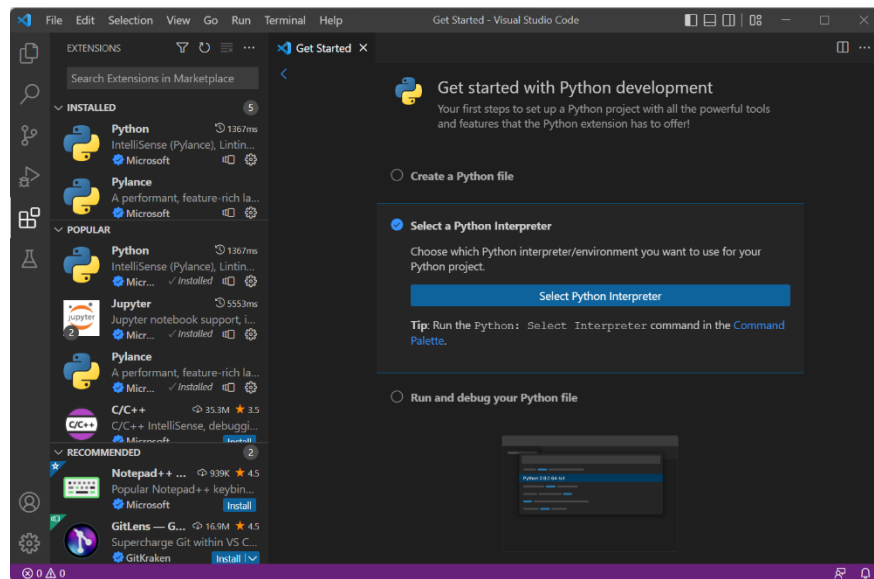 File Edit Selection View Go Run Terminal Help
Get Started - Visual Studio Code
EXTENSIONS
Search Extensions in Marketplace
INSTALLED 5
Python 1367ms
IntelliSense (Pylance), Lintin...
Microsoft
Pylance
A performant, feature-rich la...
Microsoft
POPULAR
Python 1367ms
IntelliSense (Pylance), Lintin...
Micr... Installed
Jupyter 5553ms
jupyter
Jupyter notebook support, i...
2
Micr... Installed
Pylance
A performant, feature-rich la...
Micr... Installed
C/C++ 35.3M 3.5
C/C++
C/C++ IntelliSense, debuggi...
Microsoft Install
RECOMMENDED 2
Notepad++ ... 939K 4.5
Popular Notepad++ keybin...
Microsoft Install
GitLens — G... 16.9M 4.5
Supercharge Git within VS C...
GitKraken Install
Get Started
Get started with Python development
Your first steps to set up a Python project with all the powerful tools
and features that the Python extension has to offer!
Create a Python file
Select a Python Interpreter
Choose which Python interpreter/environment you want to use for your
Python project.
Select Python Interpreter
Tip: Run the Python: Select Interpreter command in the Command
Palette.
Run and debug your Python file
Python 3.9.2 64-bit
0 0